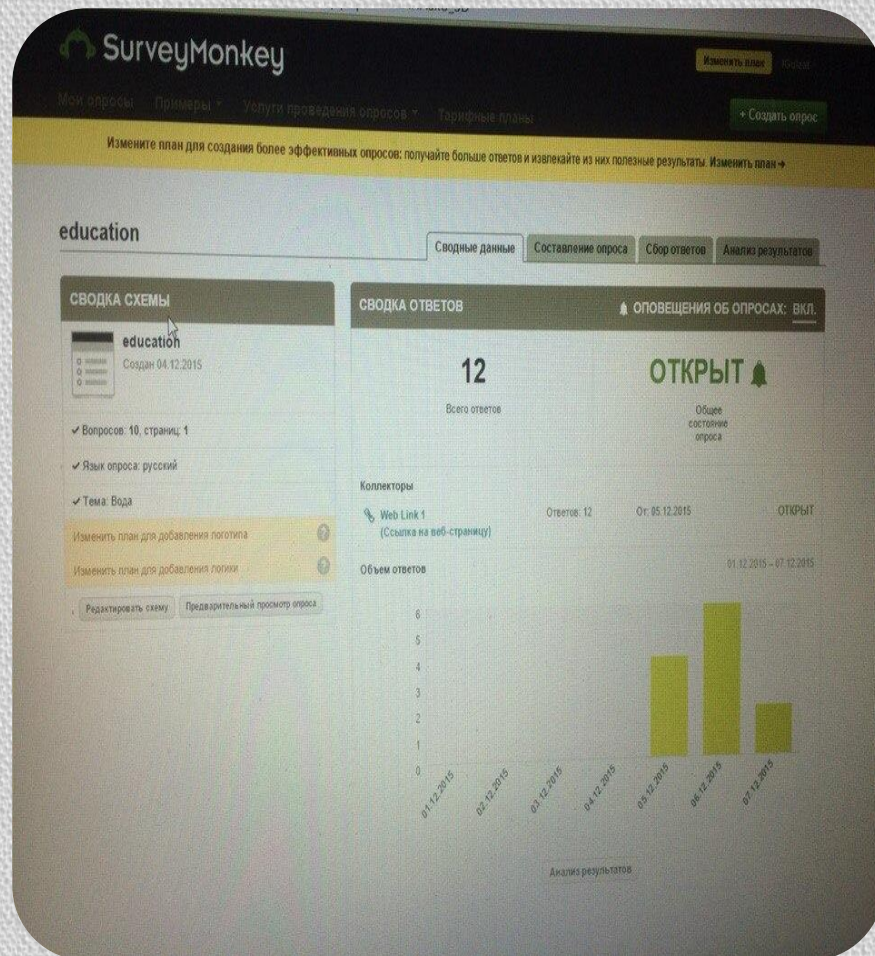 SurveyMonkey
Изменить план
Мои опросы Примеры Услуги проведения опросов Тарифные планы
+ Создать опрос
Измените план для создания более эффективных опросов: получайте больше ответов и извлекайте из них полезные результаты. Изменить план →
education
Сводные данные Составление опроса Сбор ответов Анализ результатов
СВОДКА СХЕМЫ
education
Создан 04.12.2015
✔ Вопросов: 10, страниц: 1
✔ Язык опроса: русский
✔ Тема: Вода
Изменить план для добавления логотипа ?
Изменить план для добавления логики ?
Редактировать схему Предварительный просмотр опроса
СВОДКА ОТВЕТОВ ОПОВЕЩЕНИЯ ОБ ОПРОСАХ: ВКЛ.
12
Всего ответов
ОТКРЫТ
Общее
состояние
опроса
Коллекторы
Web Link 1 Ответов: 12 От: 05.12.2015 ОТКРЫТ
(Ссылка на веб-страницу)
Объем ответов 01.12.2015 – 07.12.2015
6
5
4
3
2
1
0
01.12.2015 02.12.2015 03.12.2015 04.12.2015 05.12.2015 06.12.2015 07.12.2015
Анализ результатов